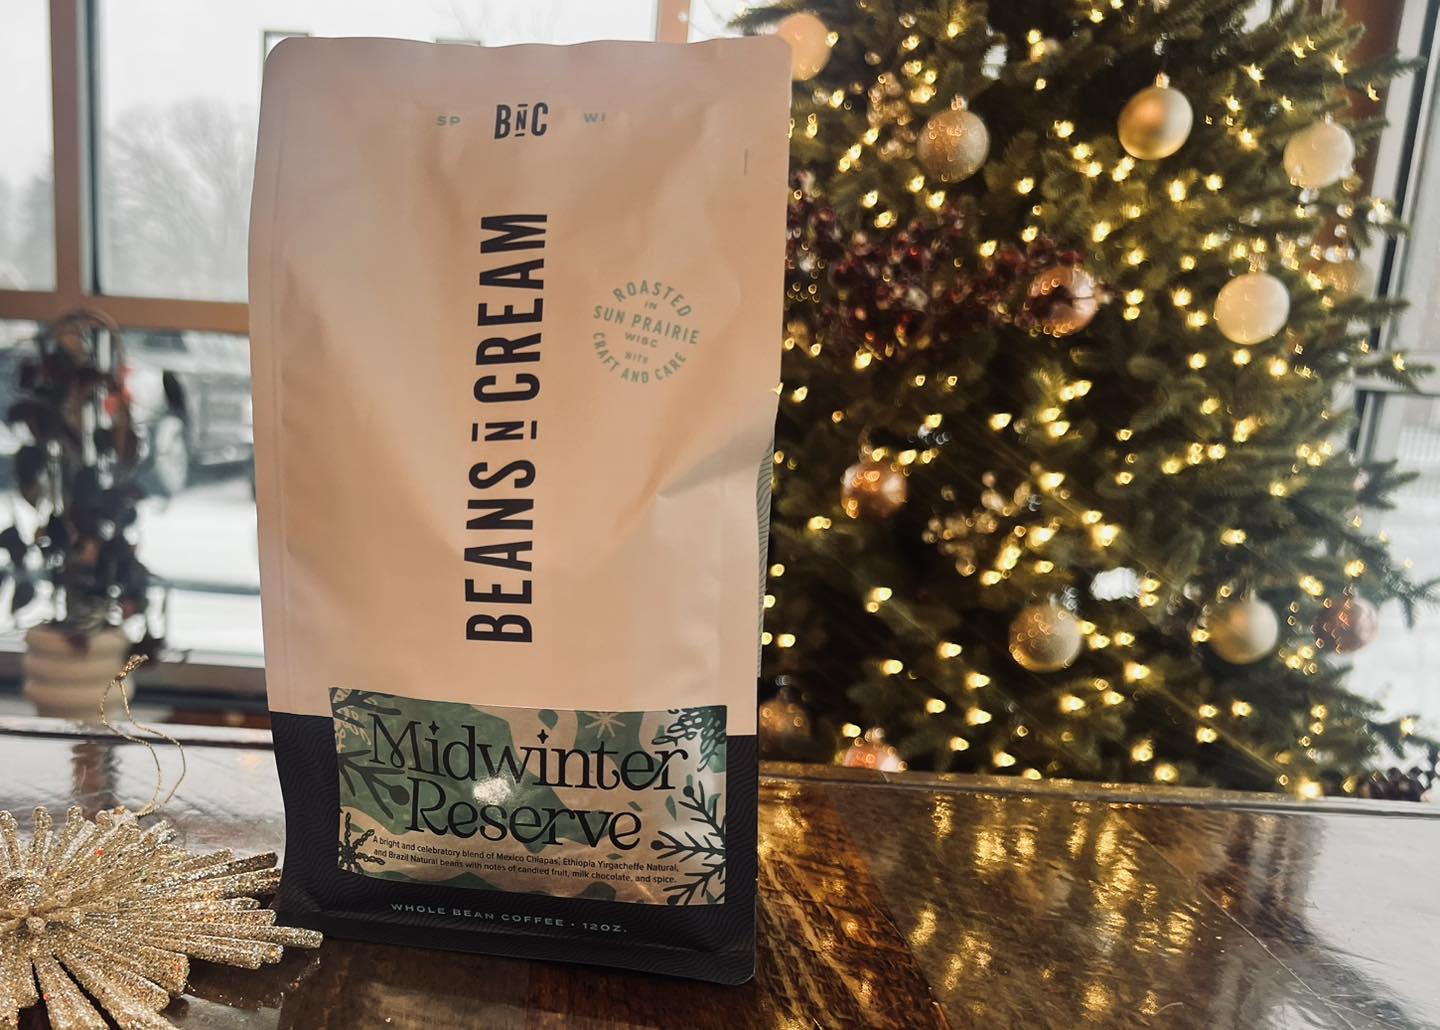 SP BNC WI
BEANS N CREAM
ROASTED
IN
SUN PRAIRIE
WISC
WITH
CRAFT AND CARE
Midwinter
Reserve
A bright and celebratory blend of Mexico Chiapas, Ethiopia Yirgacheffe Natural,
and Brazil Natural beans with notes of candied fruit, milk chocolate, and spice.
WHOLE BEAN COFFEE • 12OZ.